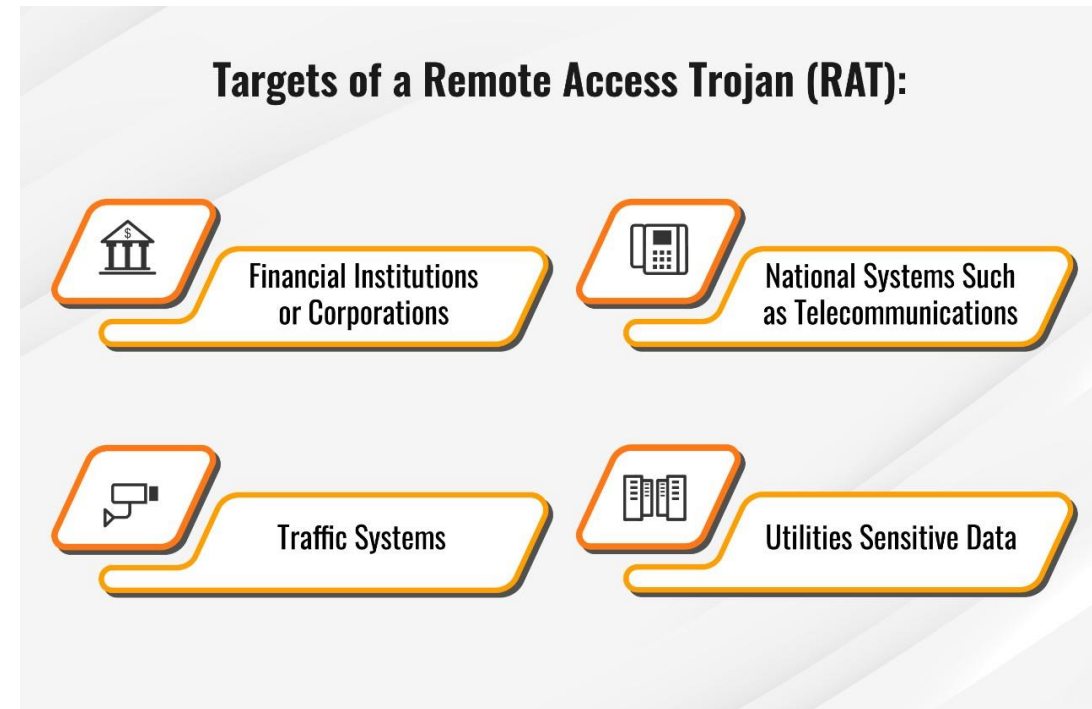 Targets of a Remote Access Trojan (RAT):
Financial Institutions
or Corporations
National Systems Such
as Telecommunications
Traffic Systems
Utilities Sensitive Data